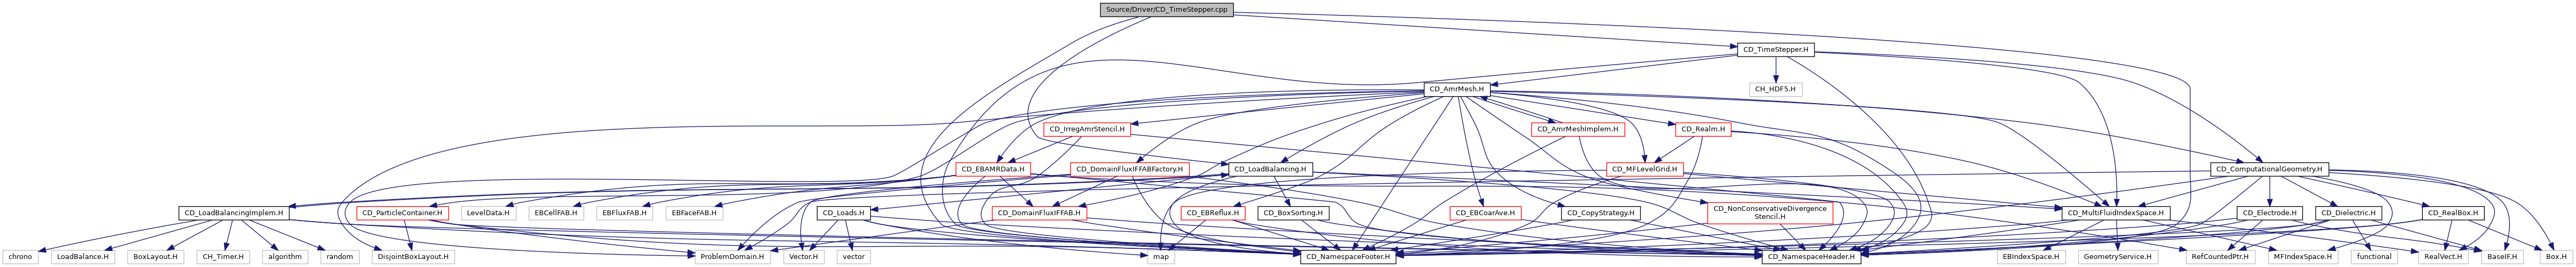 Source/Driver/CD_TimeStepper.cpp
CD_TimeStepper.H
CD_AmrMesh.H
CH_HDF5.H
CD_IrregAmrStencil.H
CD_AmrMeshImplem.H
CD_Realm.H
CD_EBAMRData.H
CD_DomainFluxIFFABFactory.H
CD_LoadBalancing.H
CD_MFLevelGrid.H
CD_ComputationalGeometry.H
CD_LoadBalancingImplem.H
CD_ParticleContainer.H
LevelData.H
EBCellFAB.H
EBFluxFAB.H
EBFaceFAB.H
CD_Loads.H
CD_DomainFluxIFFAB.H
CD_EBReflux.H
CD_BoxSorting.H
CD_EBCoarAve.H
CD_CopyStrategy.H
CD_NonConservativeDivergence
Stencil.H
CD_MultiFluidIndexSpace.H
CD_Electrode.H
CD_Dielectric.H
CD_RealBox.H
chrono
LoadBalance.H
BoxLayout.H
CH_Timer.H
algorithm
random
DisjointBoxLayout.H
ProblemDomain.H
Vector.H
vector
map
CD_NamespaceFooter.H
CD_NamespaceHeader.H
EBIndexSpace.H
GeometryService.H
RefCountedPtr.H
MFIndexSpace.H
functional
RealVect.H
BaseIF.H
Box.H